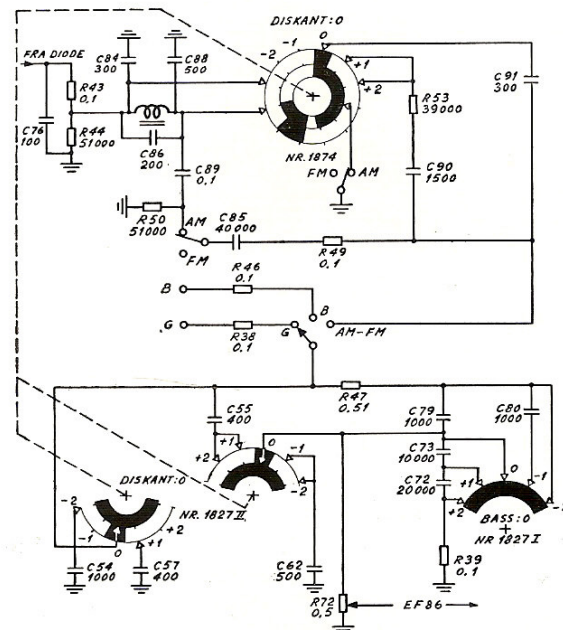 DISKANT:0
FRA DIODE
C84
300
C88
500
-2
-1
0
+1
+2
R43
0,1
C76
100
R44
51000
C86
200
C89
0,1
NR.1874
FM
AM
R53
39000
C91
300
C90
1500
R50
51000
AM
FM
C85
40000
R49
0,1
B
R46
0,1
B
G
R38
0,1
G
AM-FM
R47
0,51
C55
400
+2
+1
0
-1
-2
C79
1000
C80
1000
C73
10000
C72
20000
+2
+1
0
-1
-2
DISKANT:0
NR.1827 II
-2
-1
0
+1
+2
BASS:0
NR 1827 I
C54
1000
C57
400
C62
500
R39
0,1
R72
0,5
EF86